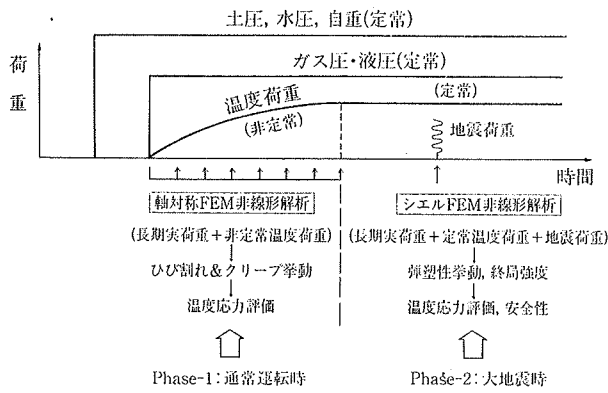 土圧, 水圧, 自重(定常)
荷重
ガス圧・液圧(定常)
温度荷重
(非定常)
(定常)
地震荷重
時間
軸対称FEM非線形解析
(長期実荷重+非定常温度荷重)
ひび割れ&クリープ挙動
温度応力評価
Phase-1:通常運転時
シエルFEM非線形解析
(長期実荷重+定常温度荷重+地震荷重)
弾塑性挙動, 終局強度
温度応力評価, 安全性
Phase-2:大地震時